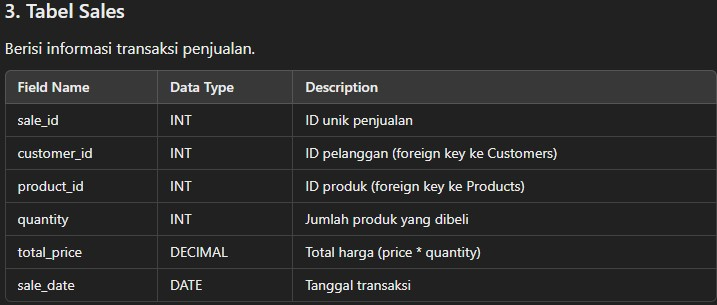 3. Tabel Sales
Berisi informasi transaksi penjualan.
Field Name Data Type Description
sale_id INT ID unik penjualan
customer_id INT ID pelanggan (foreign key ke Customers)
product_id INT ID produk (foreign key ke Products)
quantity INT Jumlah produk yang dibeli
total_price DECIMAL Total harga (price * quantity)
sale_date DATE Tanggal transaksi